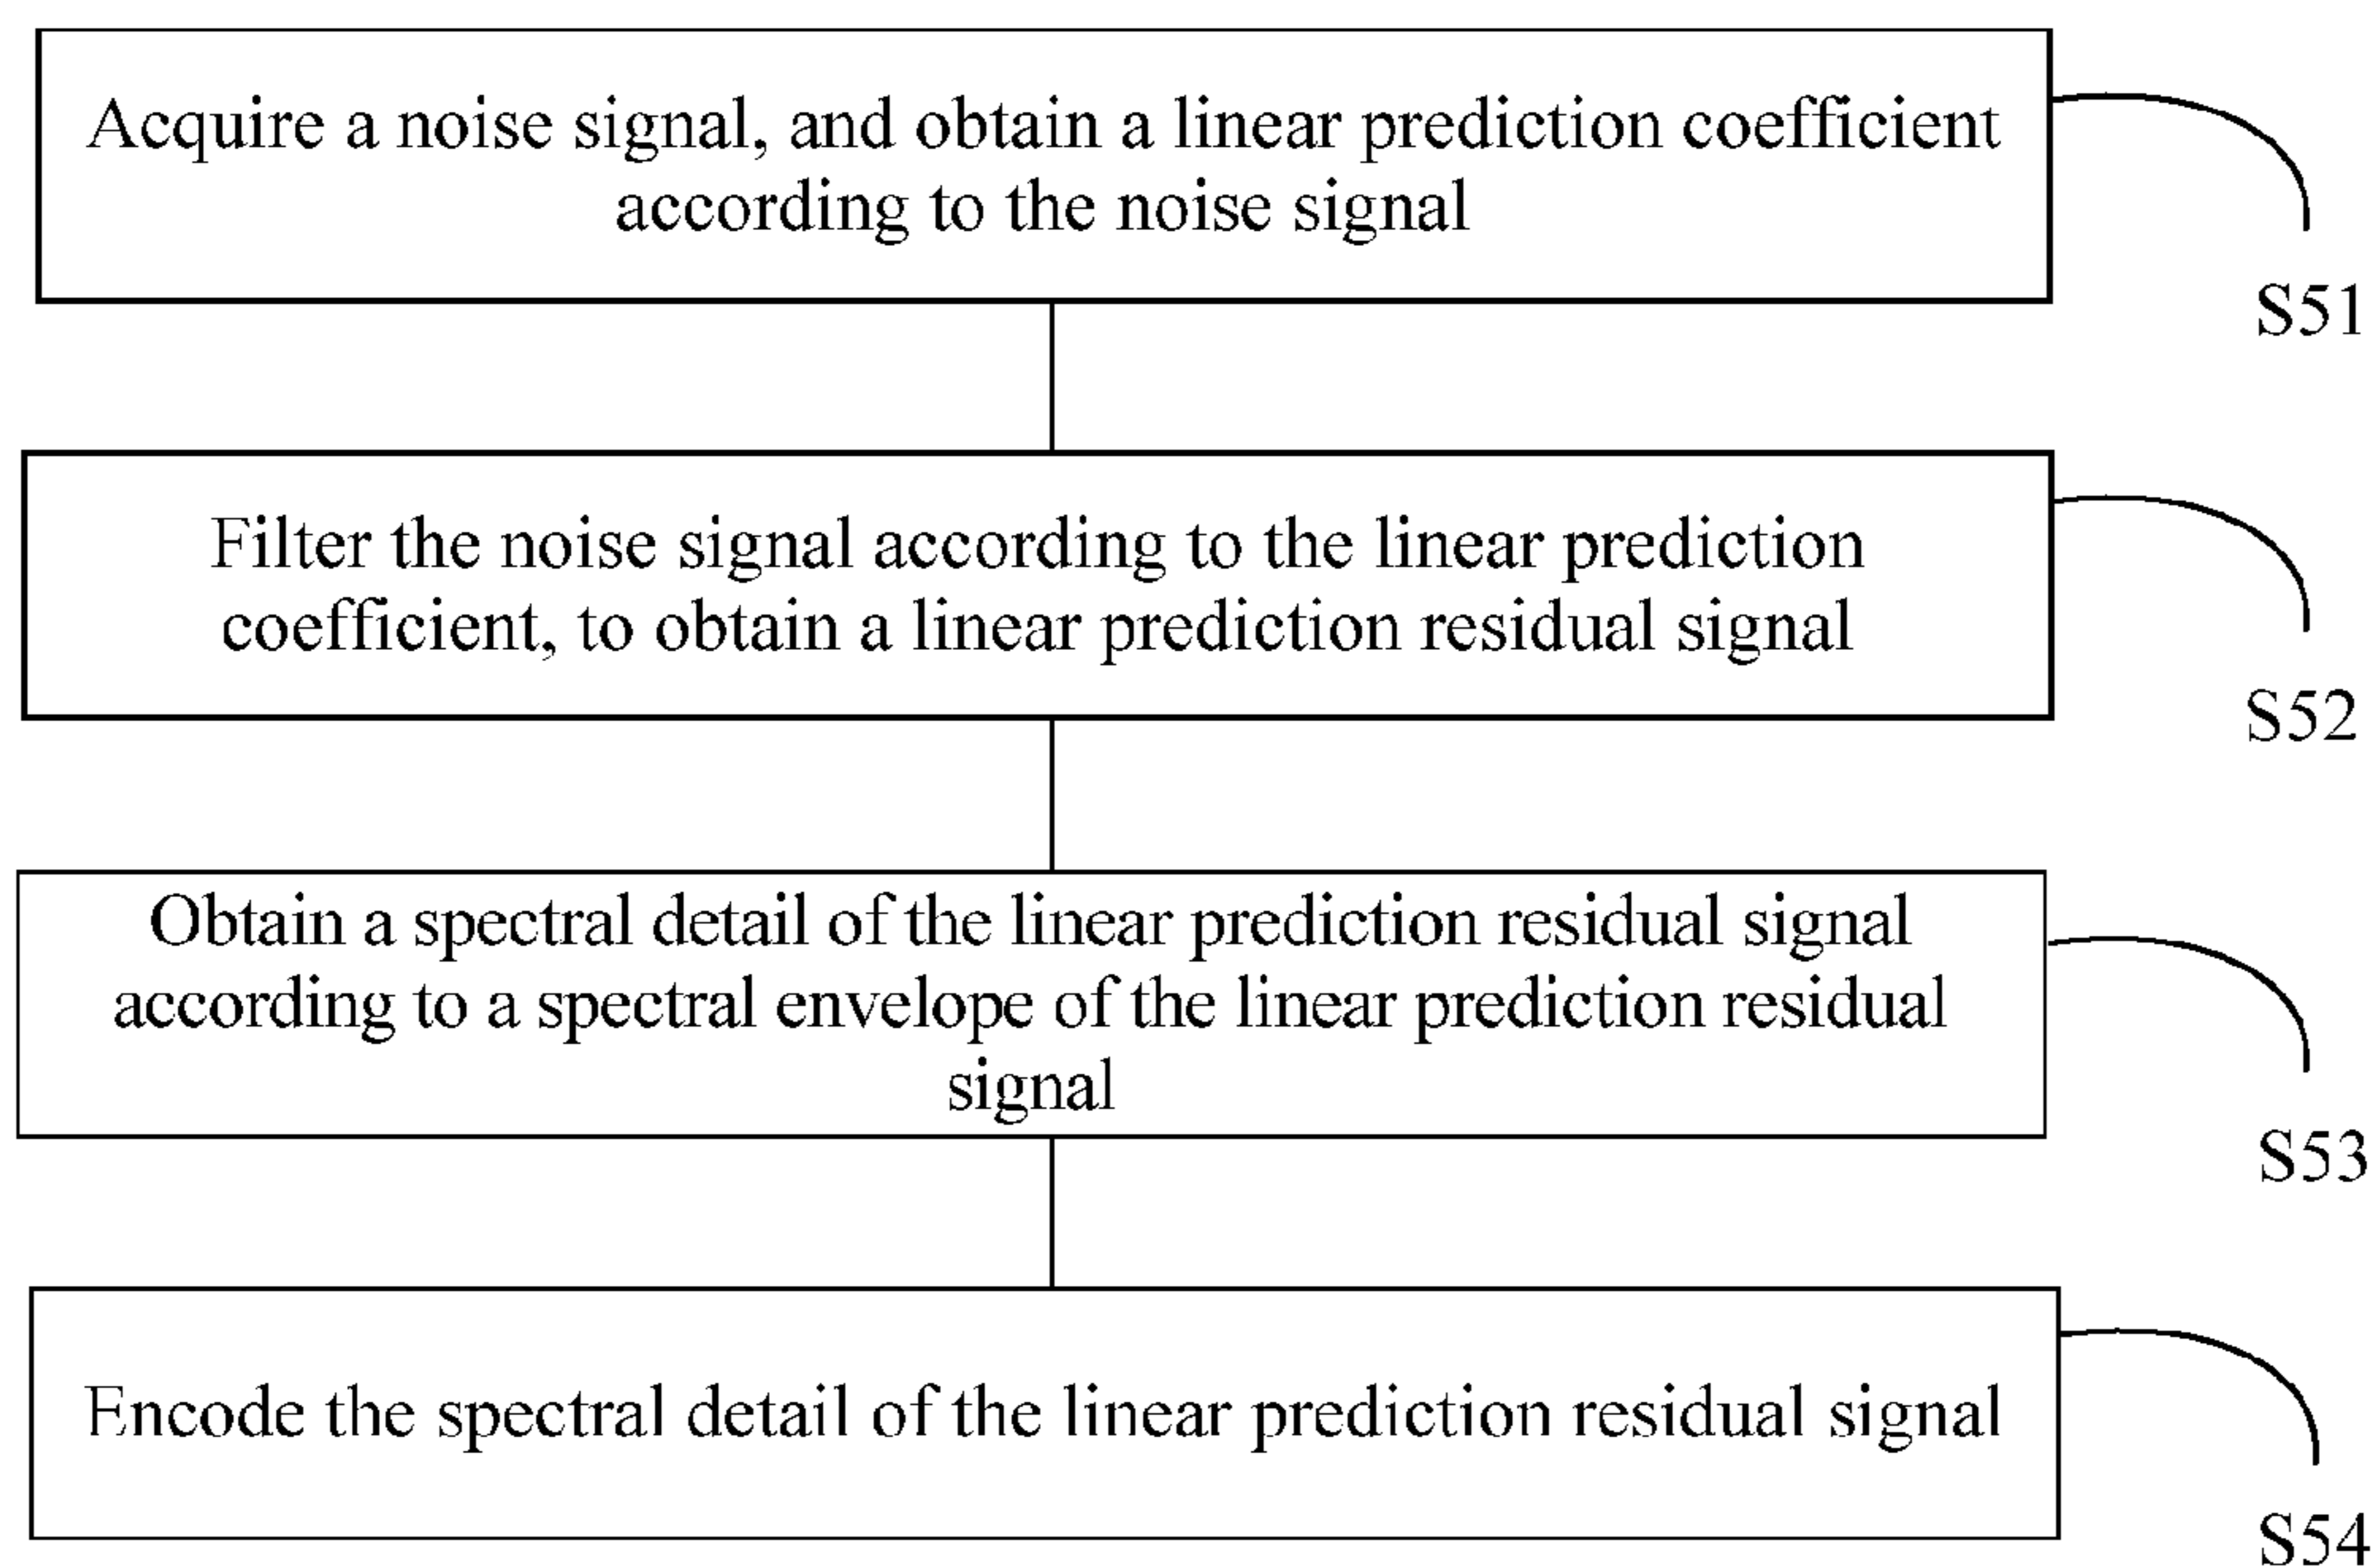 Acquire a noise signal, and obtain a linear prediction coefficient
according to the noise signal
S51
Filter the noise signal according to the linear prediction
coefficient, to obtain a linear prediction residual signal
S52
Obtain a spectral detail of the linear prediction residual signal
according to a spectral envelope of the linear prediction residual
signal
S53
Encode the spectral detail of the linear prediction residual signal
S54